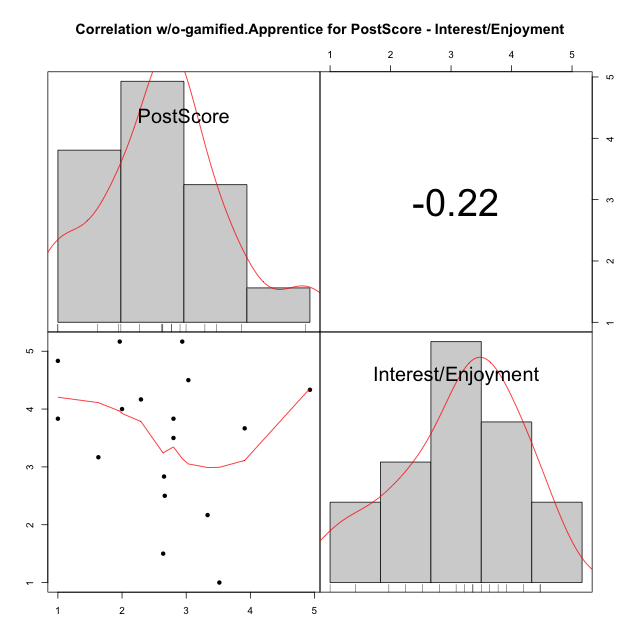 Correlation w/o-gamified.Apprentice for PostScore - Interest/Enjoyment
1 2 3 4 5
PostScore
-0.22
5
4
3
2
1
Interest/Enjoyment
5
4
3
2
1
1 2 3 4 5